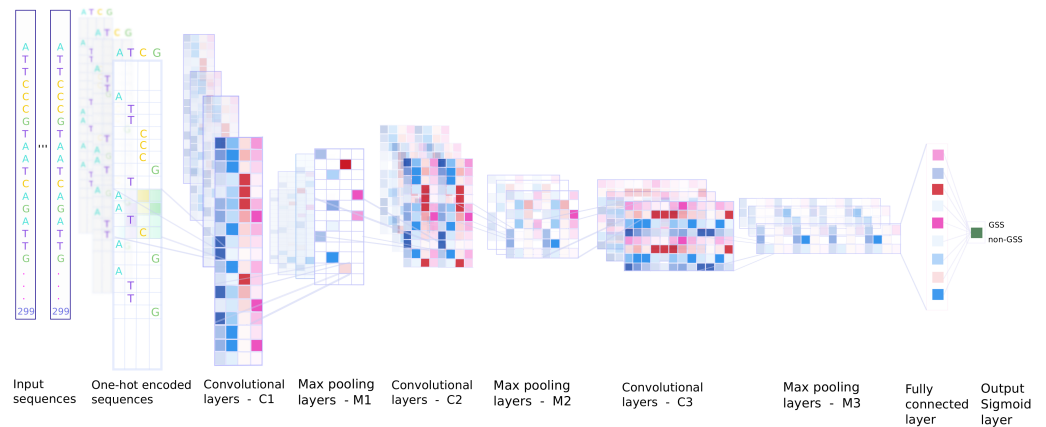 A T C G
A T C G
A T C G
A A
T T
T T
C C
C C
C C
G G
T T
A ... A
A A
T T
C C
A A
G G
A A
T T
T T
G G
. .
. .
. .
299 299
A
T
T
C
C
C
G
T
A
A
T
C
A
G
A
T
T
G
GSS
non-GSS
Input
sequences
One-hot encoded
sequences
Convolutional
layers - C1
Max pooling
layers - M1
Convolutional
layers - C2
Max pooling
layers - M2
Convolutional
layers - C3
Max pooling
layers - M3
Fully
connected
layer
Output
Sigmoid
layer